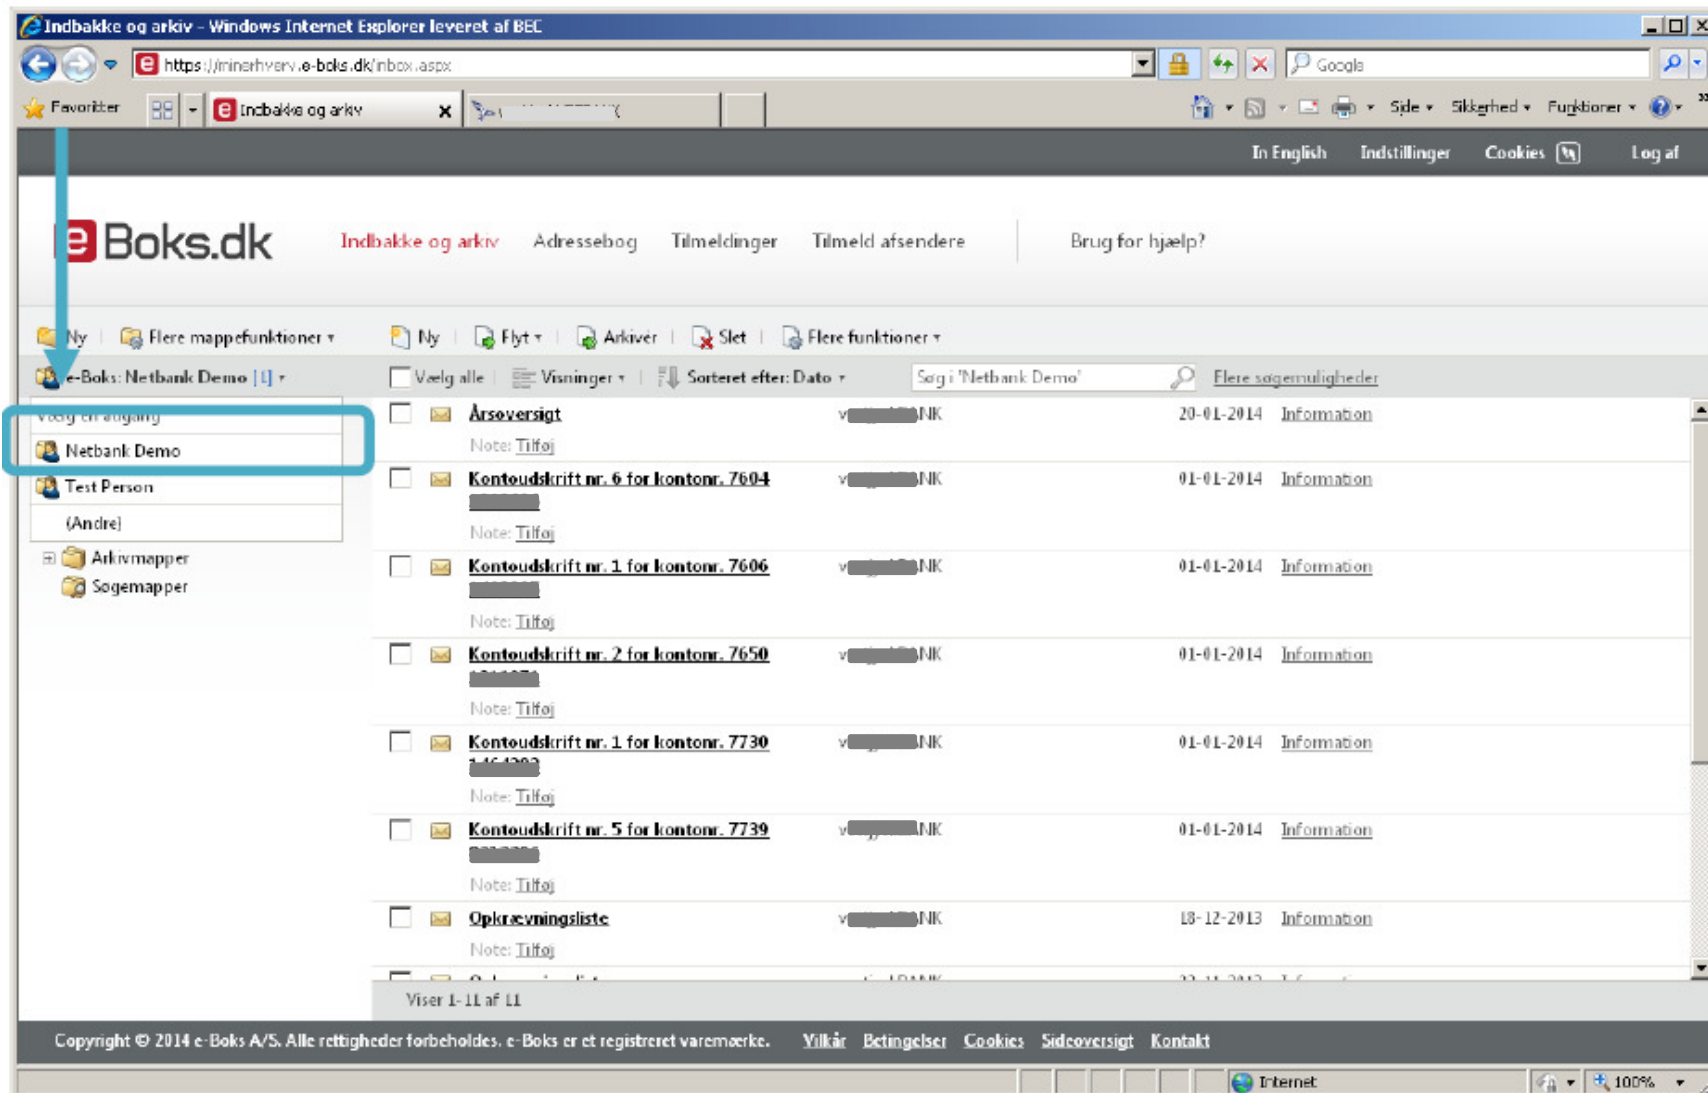 Indbakke og arkiv - Windows Internet Explorer leveret af BEC
https://minerhverv.e-boks.dk/inbox.aspx
Google
Favoritter
Indbakke og arkiv
Side
Sikkerhed
Funktioner
In English Indstillinger Cookies Log af
e Boks.dk
Indbakke og arkiv Adressebog Tilmeldinger Tilmeld afsendere Brug for hjælp?
Ny Flere mappefunktioner
Ny Flyt Arkivér Slet Flere funktioner
e-Boks: Netbank Demo [1]
Vælg alle Visninger Sorteret efter: Dato Søg i 'Netbank Demo' Flere søgemuligheder
Vælg en adgang
Netbank Demo
Test Person
(Andre)
Arkivmapper
Søgemapper
Årsoversigt 20-01-2014 Information
Note: Tilføj
Kontoudskrift nr. 6 for kontonr. 7604 01-01-2014 Information
Note: Tilføj
Kontoudskrift nr. 1 for kontonr. 7606 01-01-2014 Information
Note: Tilføj
Kontoudskrift nr. 2 for kontonr. 7650 01-01-2014 Information
Note: Tilføj
Kontoudskrift nr. 1 for kontonr. 7730 01-01-2014 Information
Note: Tilføj
Kontoudskrift nr. 5 for kontonr. 7739 01-01-2014 Information
Note: Tilføj
Opkrævningsliste 18-12-2013 Information
Note: Tilføj
Viser 1-11 af 11
Copyright © 2014 e-Boks A/S. Alle rettigheder forbeholdes. e-Boks er et registreret varemærke. Vilkår Betingelser Cookies Sideoversigt Kontakt
Internet 100%